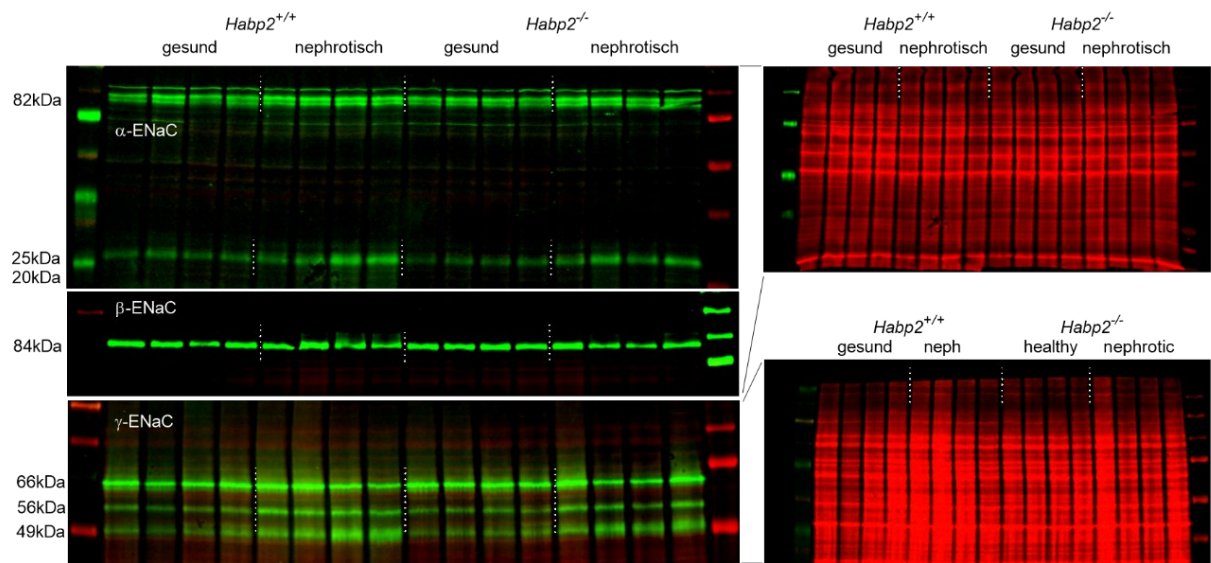 Habp2+/+ Habp2-/-
gesund nephrotisch gesund nephrotisch
82kDa
α-ENaC
25kDa
20kDa
β-ENaC
84kDa
γ-ENaC
66kDa
56kDa
49kDa
Habp2+/+ Habp2-/-
gesund nephrotisch gesund nephrotisch
Habp2+/+ Habp2-/-
gesund neph healthy nephrotic